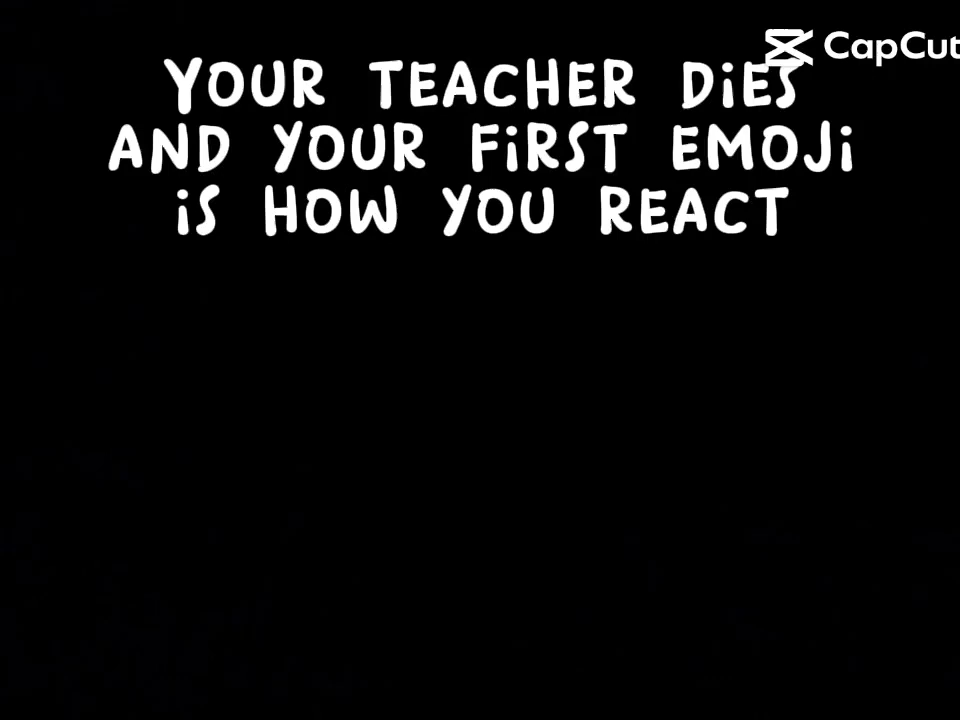 CapCut
YOUR TEACHER DiES
AND YOUR FiRST EMOJi
iS HOW YOU REACT